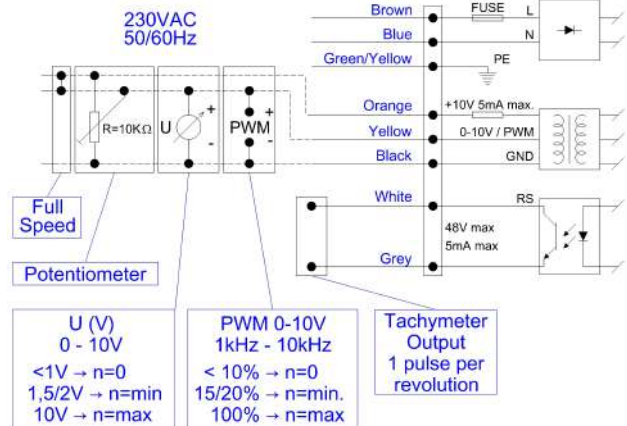 230VAC
50/60Hz
Brown
FUSE
L
Blue
N
Green/Yellow
PE
Orange
+10V 5mA max.
Yellow
0-10V / PWM
Black
GND
R=10KΩ
U
+
-
PWM
+
-
White
RS
48V max
5mA max
Grey
Full
Speed
Potentiometer
U (V)
0 - 10V
<1V → n=0
1,5/2V → n=min
10V → n=max
PWM 0-10V
1kHz - 10kHz
< 10% → n=0
15/20% → n=min.
100% → n=max
Tachymeter
Output
1 pulse per
revolution